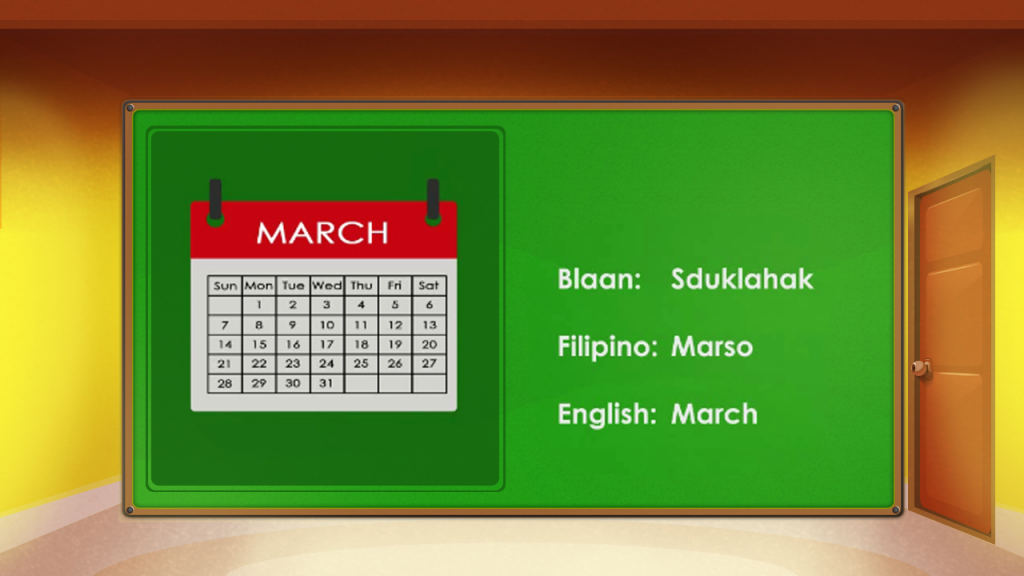 MARCH
Sun Mon Tue Wed Thu Fri Sat
1 2 3 4 5 6
7 8 9 10 11 12 13
14 15 16 17 18 19 20
21 22 23 24 25 26 27
28 29 30 31
Blaan: Sduklahak
Filipino: Marso
English: March